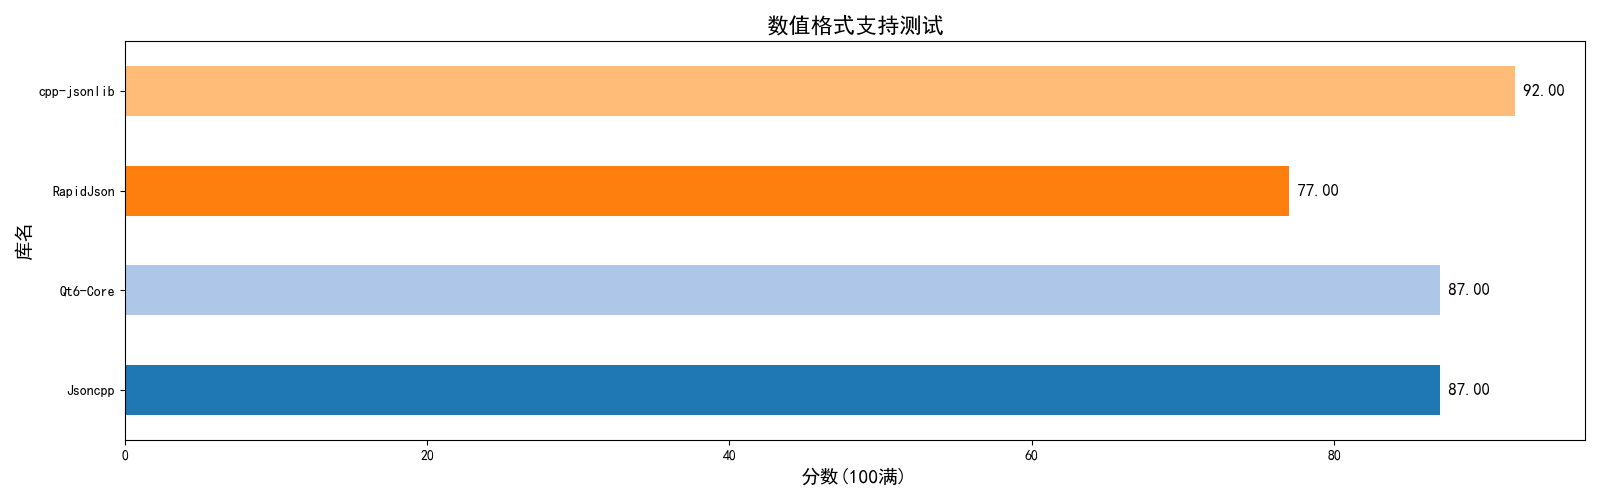 数值格式支持测试
库名
cpp-jsonlib
92.00
RapidJson
77.00
Qt6-Core
87.00
Jsoncpp
87.00
0 20 40 60 80
分数(100满)